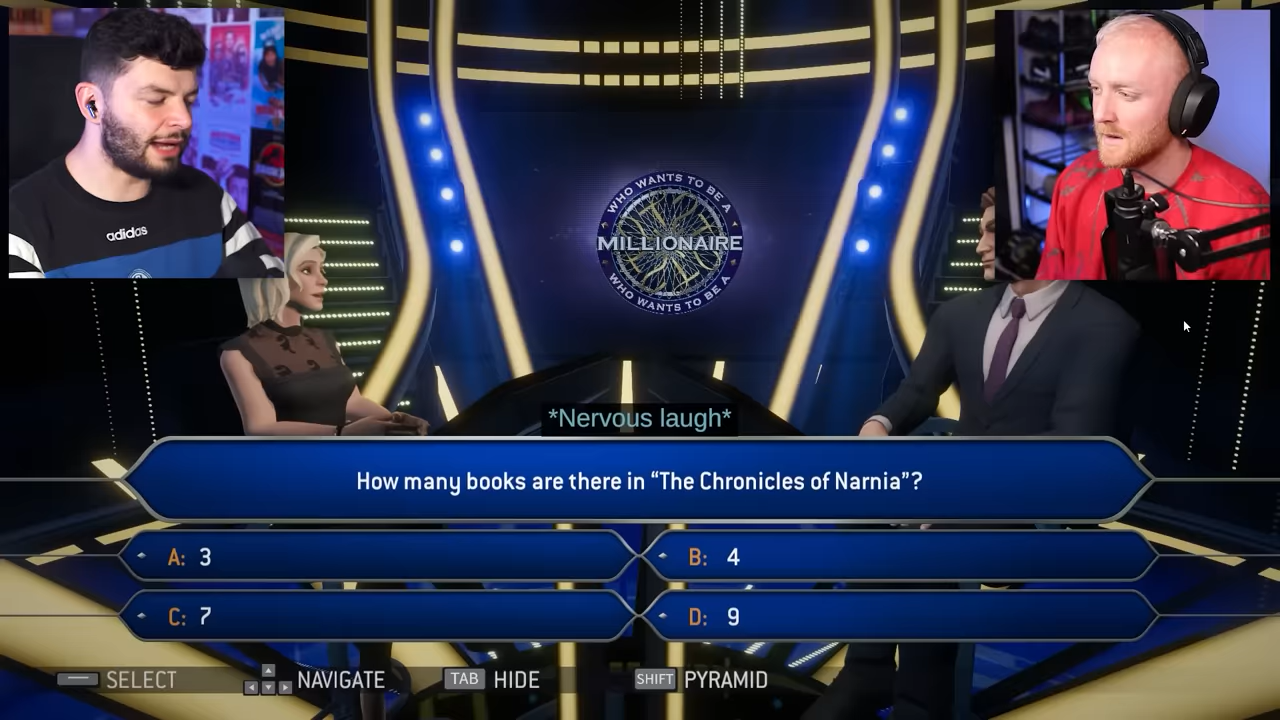 adidas
WHO WANTS TO BE A
MILLIONAIRE
WHO WANTS TO BE A
*Nervous laugh*
How many books are there in “The Chronicles of Narnia”?
A: 3
B: 4
C: 7
D: 9
SELECT
NAVIGATE
TAB HIDE
SHIFT PYRAMID